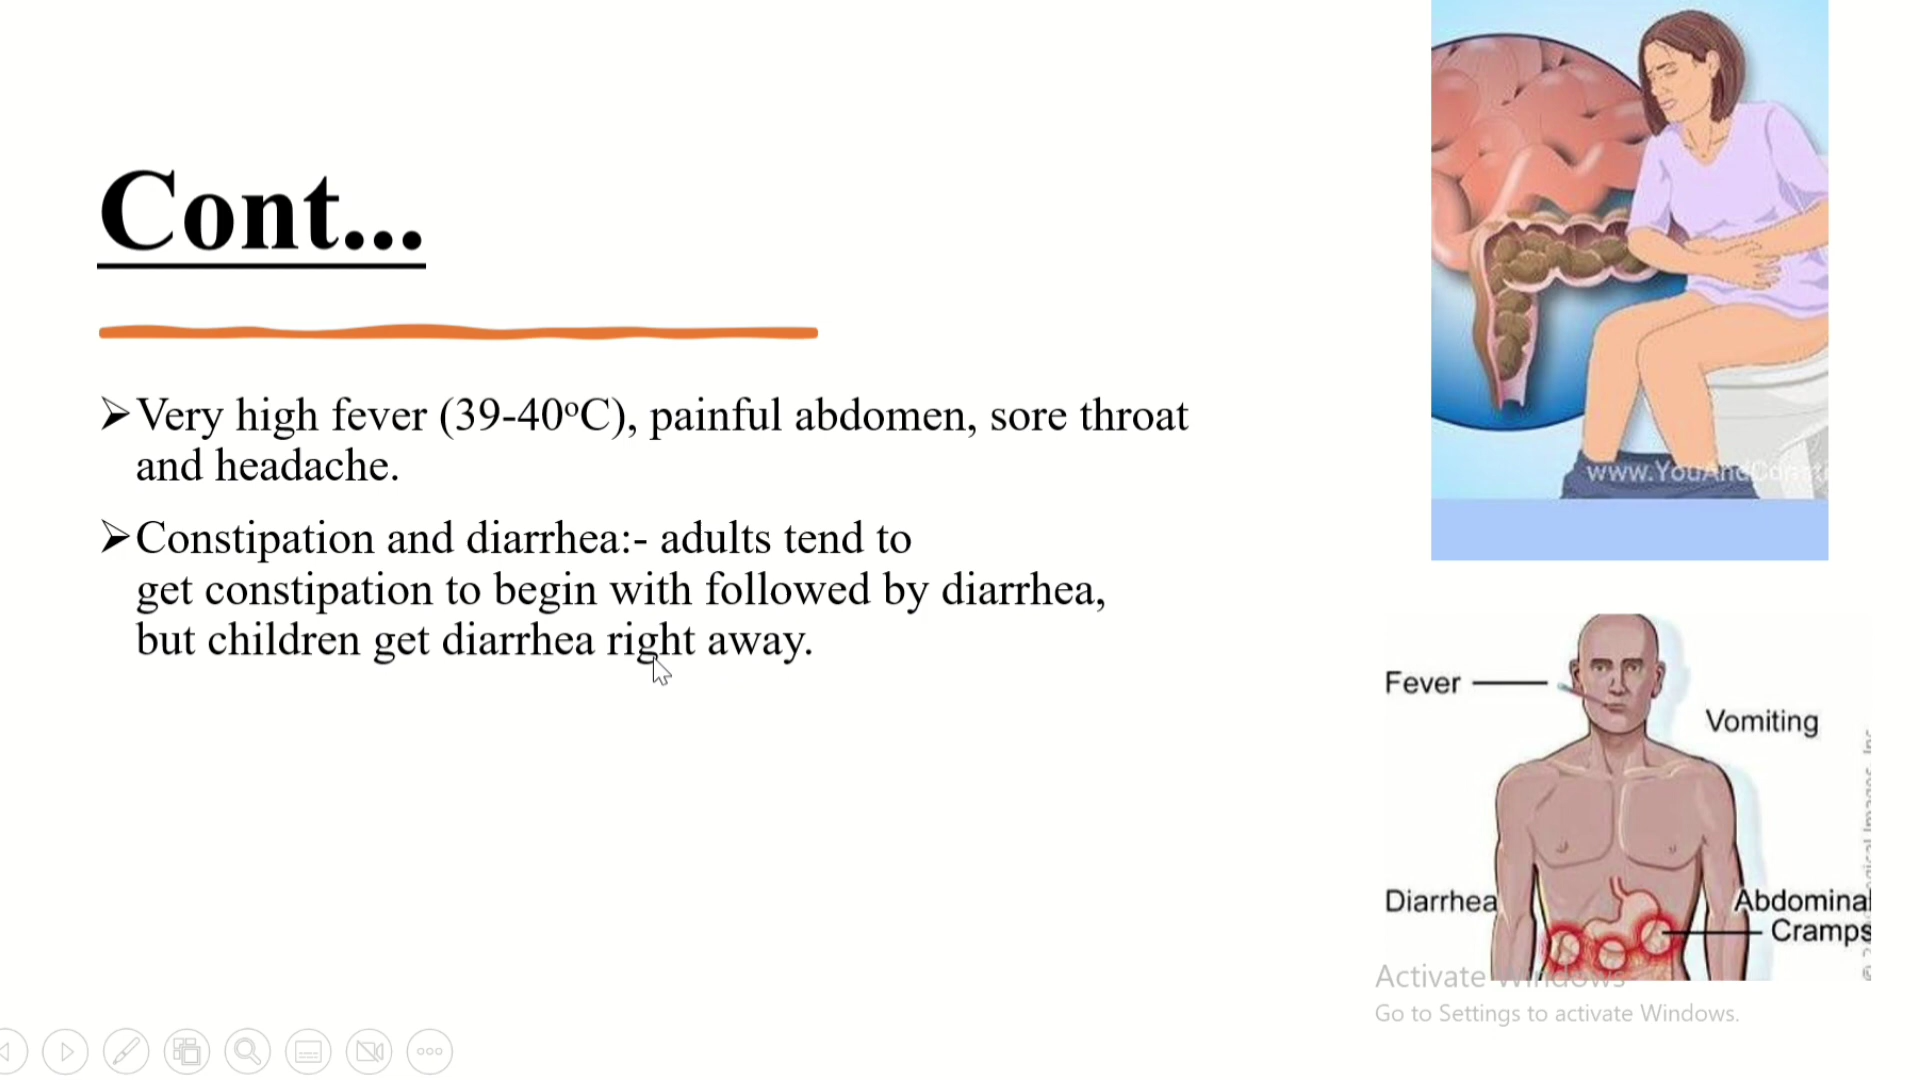 Cont...
➢Very high fever (39-40ºC), painful abdomen, sore throat
and headache.
➢Constipation and diarrhea:- adults tend to
get constipation to begin with followed by diarrhea,
but children get diarrhea right away.
Fever
Vomiting
Diarrhea
Abdominal
Cramps
Activate Windows
Go to Settings to activate Windows.